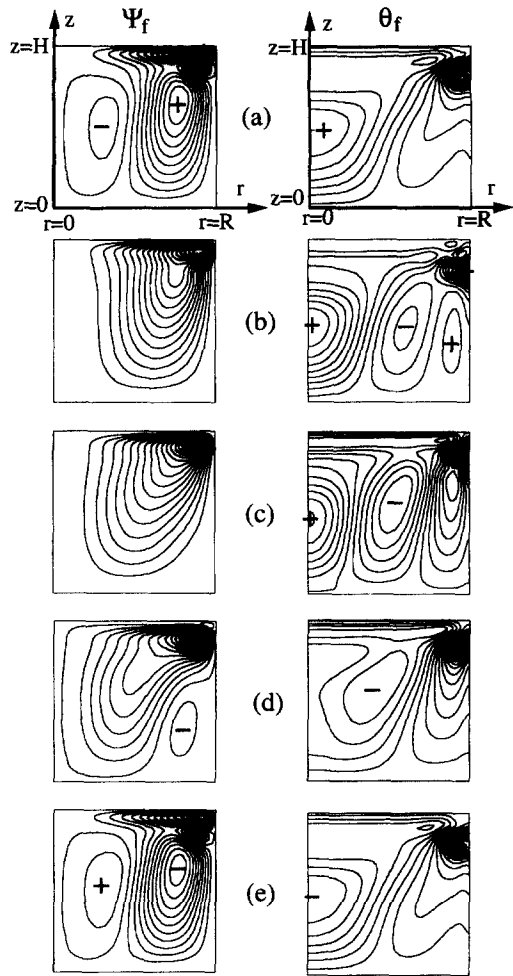 z Ψf z θf
z=H z=H
+ − (a) +
r r
z=0 z=0
r=0 r=R r=0 r=R
(b) + − +
(c) + −
− (d) −
+ − (e) −